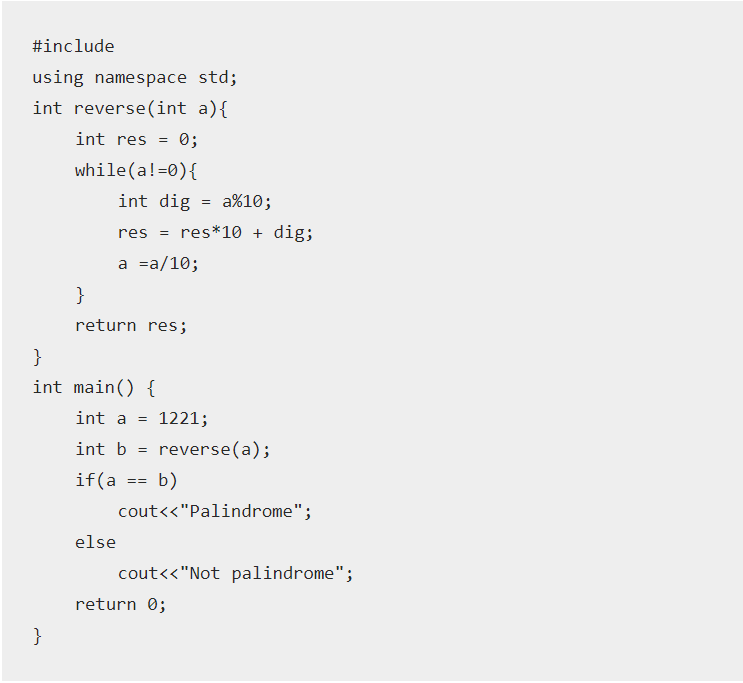 #include
using namespace std;
int reverse(int a){
    int res = 0;
    while(a!=0){
        int dig = a%10;
        res = res*10 + dig;
        a =a/10;
    }
    return res;
}
int main() {
    int a = 1221;
    int b = reverse(a);
    if(a == b)
        cout<<"Palindrome";
    else
        cout<<"Not palindrome";
    return 0;
}